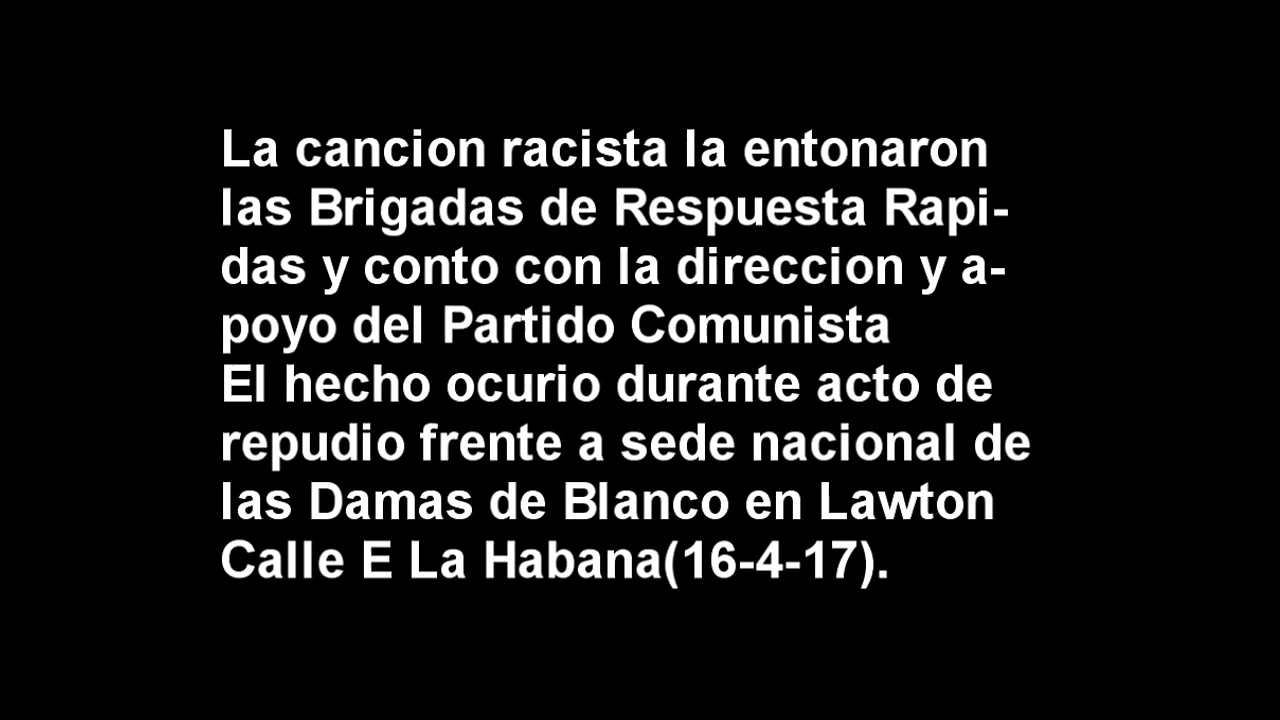 La cancion racista la entonaron
las Brigadas de Respuesta Rapi-
das y conto con la direccion y a-
poyo del Partido Comunista
El hecho ocurio durante acto de
repudio frente a sede nacional de
las Damas de Blanco en Lawton
Calle E La Habana(16-4-17).